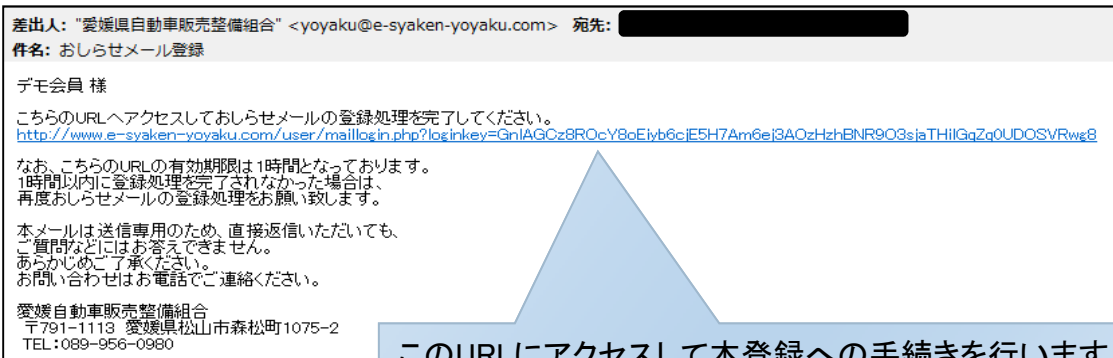 差出人: "愛媛県自動車販売整備組合" <yoyaku@e-syaken-yoyaku.com> 宛先:
件名: おしらせメール登録
デモ会員 様
こちらのURLへアクセスしておしらせメールの登録処理を完了してください。
http://www.e-syaken-yoyaku.com/user/maillogin.php?loginkey=GnlAGCz8ROcY8oEiyb6cjE5H7Am6ej3AOzHzhBNR9O3sjaTHilGqZq0UDOSVRwg8
なお、こちらのURLの有効期限は1時間となっております。
1時間以内に登録処理を完了されなかった場合は、
再度おしらせメールの登録処理をお願い致します。
本メールは送信専用のため、直接返信いただいても、
ご質問などにはお答えできません。
あらかじめご了承ください。
お問い合わせはお電話でご連絡ください。
愛媛自動車販売整備組合
〒791-1113 愛媛県松山市森松町1075-2
TEL:089-956-0980
このURLにアクセスして本登録への手続きを行います